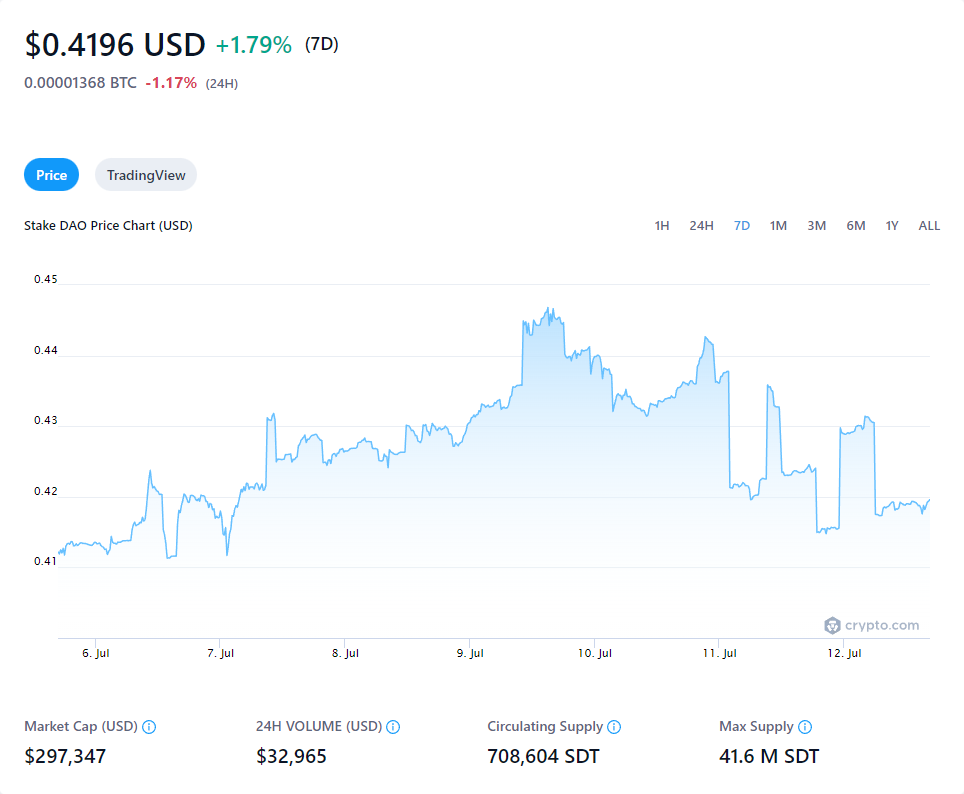 $0.4196 USD +1.79% (7D)
0.00001368 BTC -1.17% (24H)
Price TradingView
Stake DAO Price Chart (USD) 1H 24H 7D 1M 3M 6M 1Y ALL
0.45
0.44
0.43
0.42
0.41
crypto.com
6. Jul 7. Jul 8. Jul 9. Jul 10. Jul 11. Jul 12. Jul
Market Cap (USD) 24H VOLUME (USD) Circulating Supply Max Supply
$297,347 $32,965 708,604 SDT 41.6 M SDT